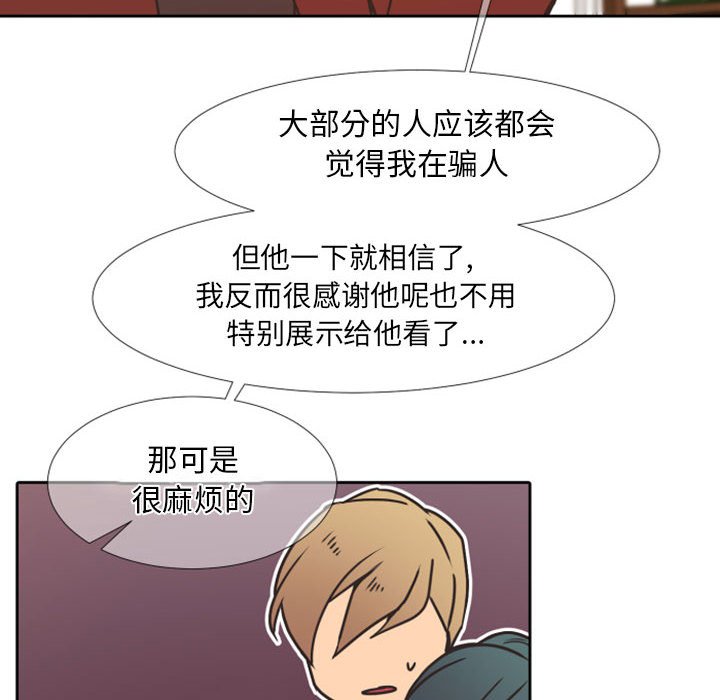 大部分的人应该都会
觉得我在骗人
但他一下就相信了,
我反而很感谢他呢也不用
特别展示给他看了...
那可是
很麻烦的